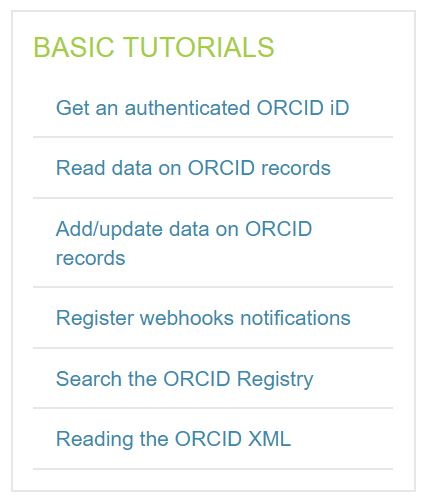 BASIC TUTORIALS
Get an authenticated ORCID iD
Read data on ORCID records
Add/update data on ORCID
records
Register webhooks notifications
Search the ORCID Registry
Reading the ORCID XML